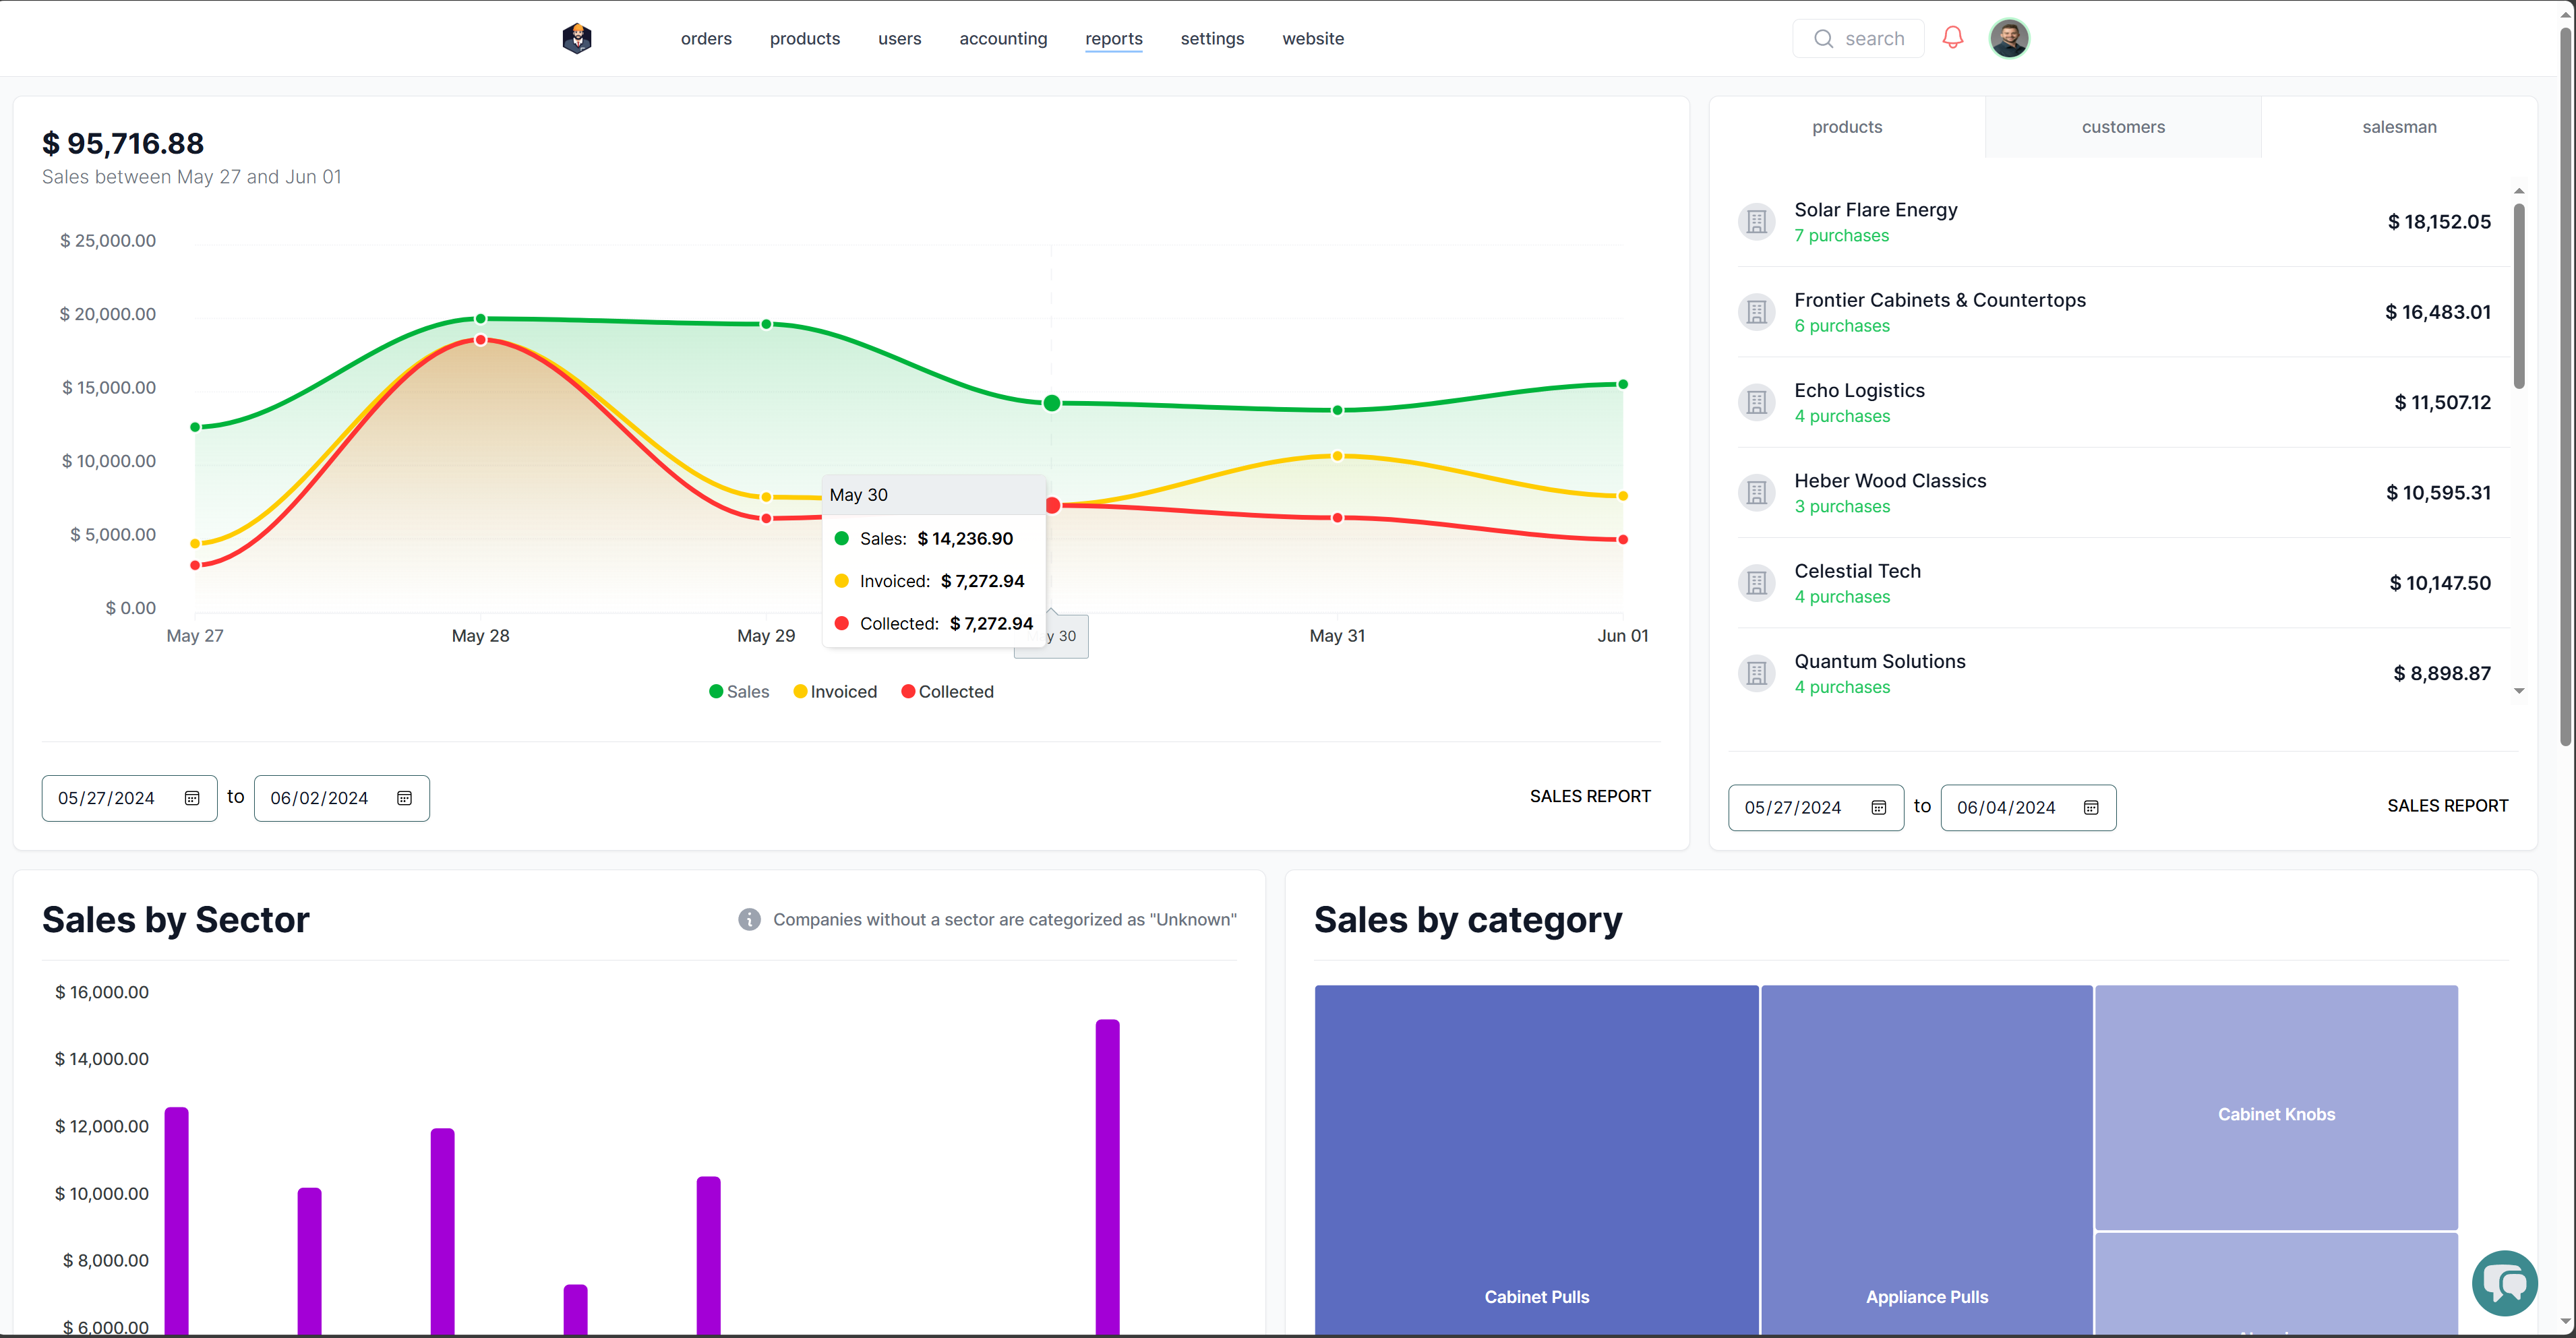 orders products users accounting reports settings website search
$ 95,716.88
Sales between May 27 and Jun 01
$ 25,000.00
$ 20,000.00
$ 15,000.00
$ 10,000.00
$ 5,000.00
$ 0.00
May 27 May 28 May 29 y 30 May 31 Jun 01
May 30
Sales: $ 14,236.90
Invoiced: $ 7,272.94
Collected: $ 7,272.94
Sales Invoiced Collected
05/27/2024 to 06/02/2024 SALES REPORT
products customers salesman
Solar Flare Energy
7 purchases
$ 18,152.05
Frontier Cabinets & Countertops
6 purchases
$ 16,483.01
Echo Logistics
4 purchases
$ 11,507.12
Heber Wood Classics
3 purchases
$ 10,595.31
Celestial Tech
4 purchases
$ 10,147.50
Quantum Solutions
4 purchases
$ 8,898.87
05/27/2024 to 06/04/2024 SALES REPORT
Sales by Sector
Companies without a sector are categorized as "Unknown"
$ 16,000.00
$ 14,000.00
$ 12,000.00
$ 10,000.00
$ 8,000.00
$ 6,000.00
Sales by category
Cabinet Knobs
Cabinet Pulls
Appliance Pulls